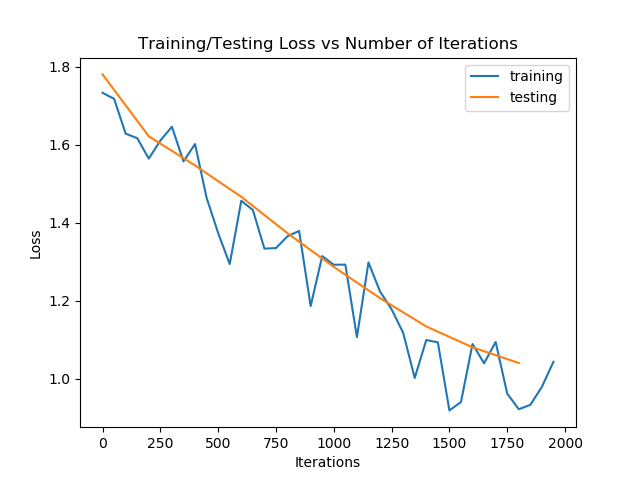 Training/Testing Loss vs Number of Iterations
training
testing
Loss
1.8
1.6
1.4
1.2
1.0
0 250 500 750 1000 1250 1500 1750 2000
Iterations